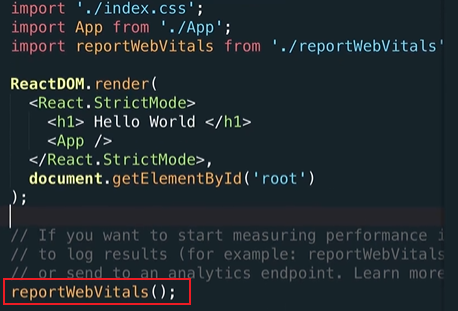 import './index.css';
import App from './App';
import reportWebVitals from './reportWebVitals'
ReactDOM.render(
<React.StrictMode>
<h1> Hello World </h1>
<App />
</React.StrictMode>,
document.getElementById('root')
);
// If you want to start measuring performance i
// to log results (for example: reportWebVitals
// or send to an analytics endpoint. Learn more
reportWebVitals();